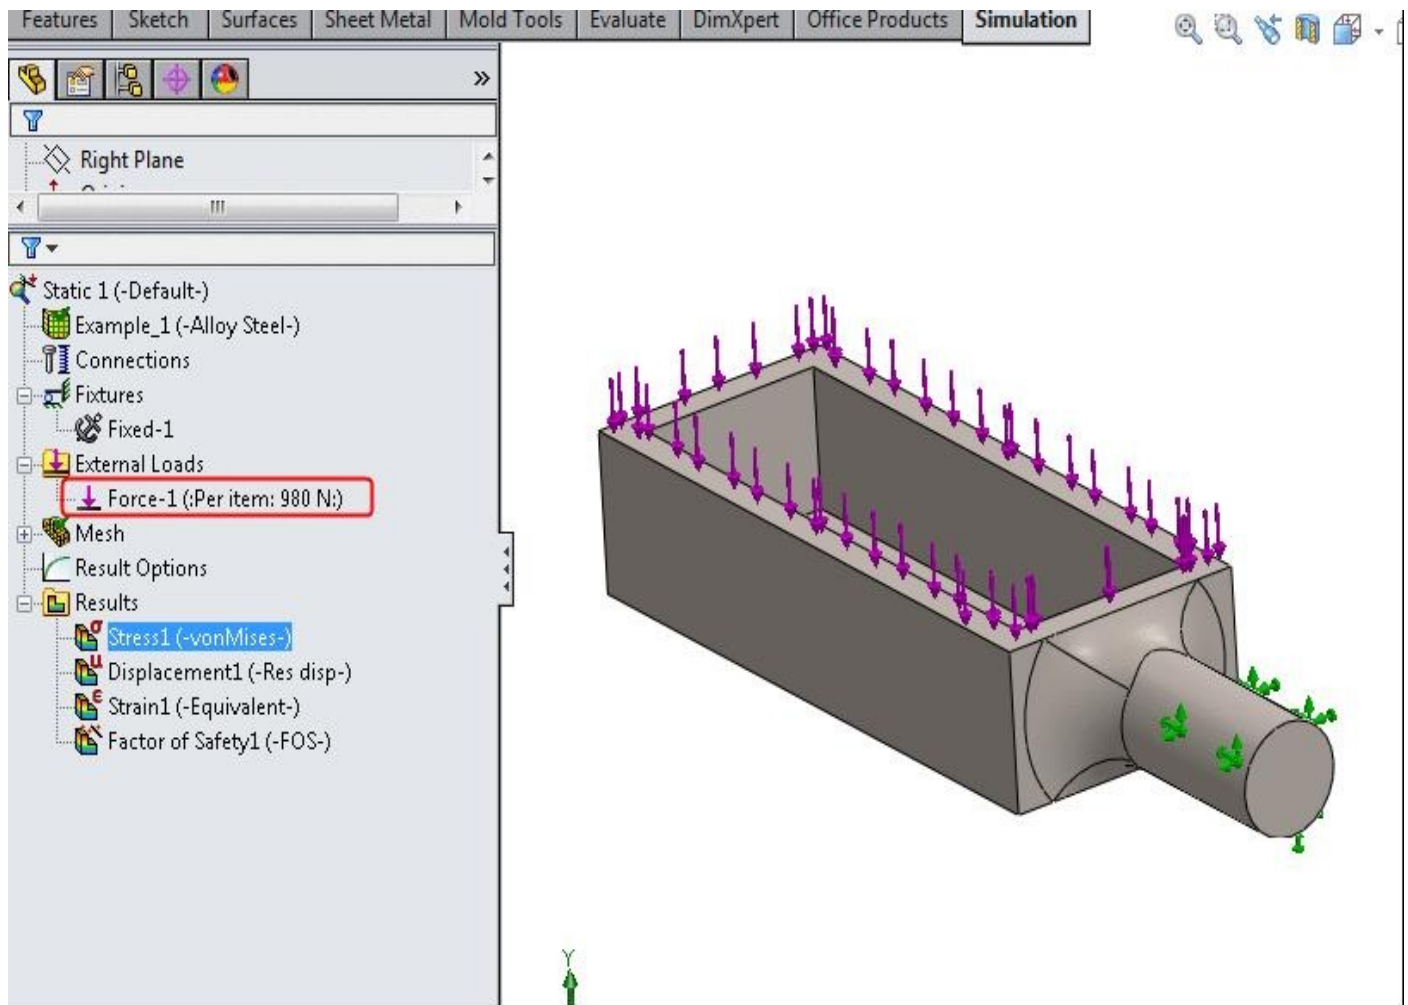 Features Sketch Surfaces Sheet Metal Mold Tools Evaluate DimXpert Office Products Simulation
Right Plane
Static 1 (-Default-)
Example_1 (-Alloy Steel-)
Connections
Fixtures
Fixed-1
External Loads
Force-1 (:Per item: 980 N:)
Mesh
Result Options
Results
Stress1 (-vonMises-)
Displacement1 (-Res disp-)
Strain1 (-Equivalent-)
Factor of Safety1 (-FOS-)
Y